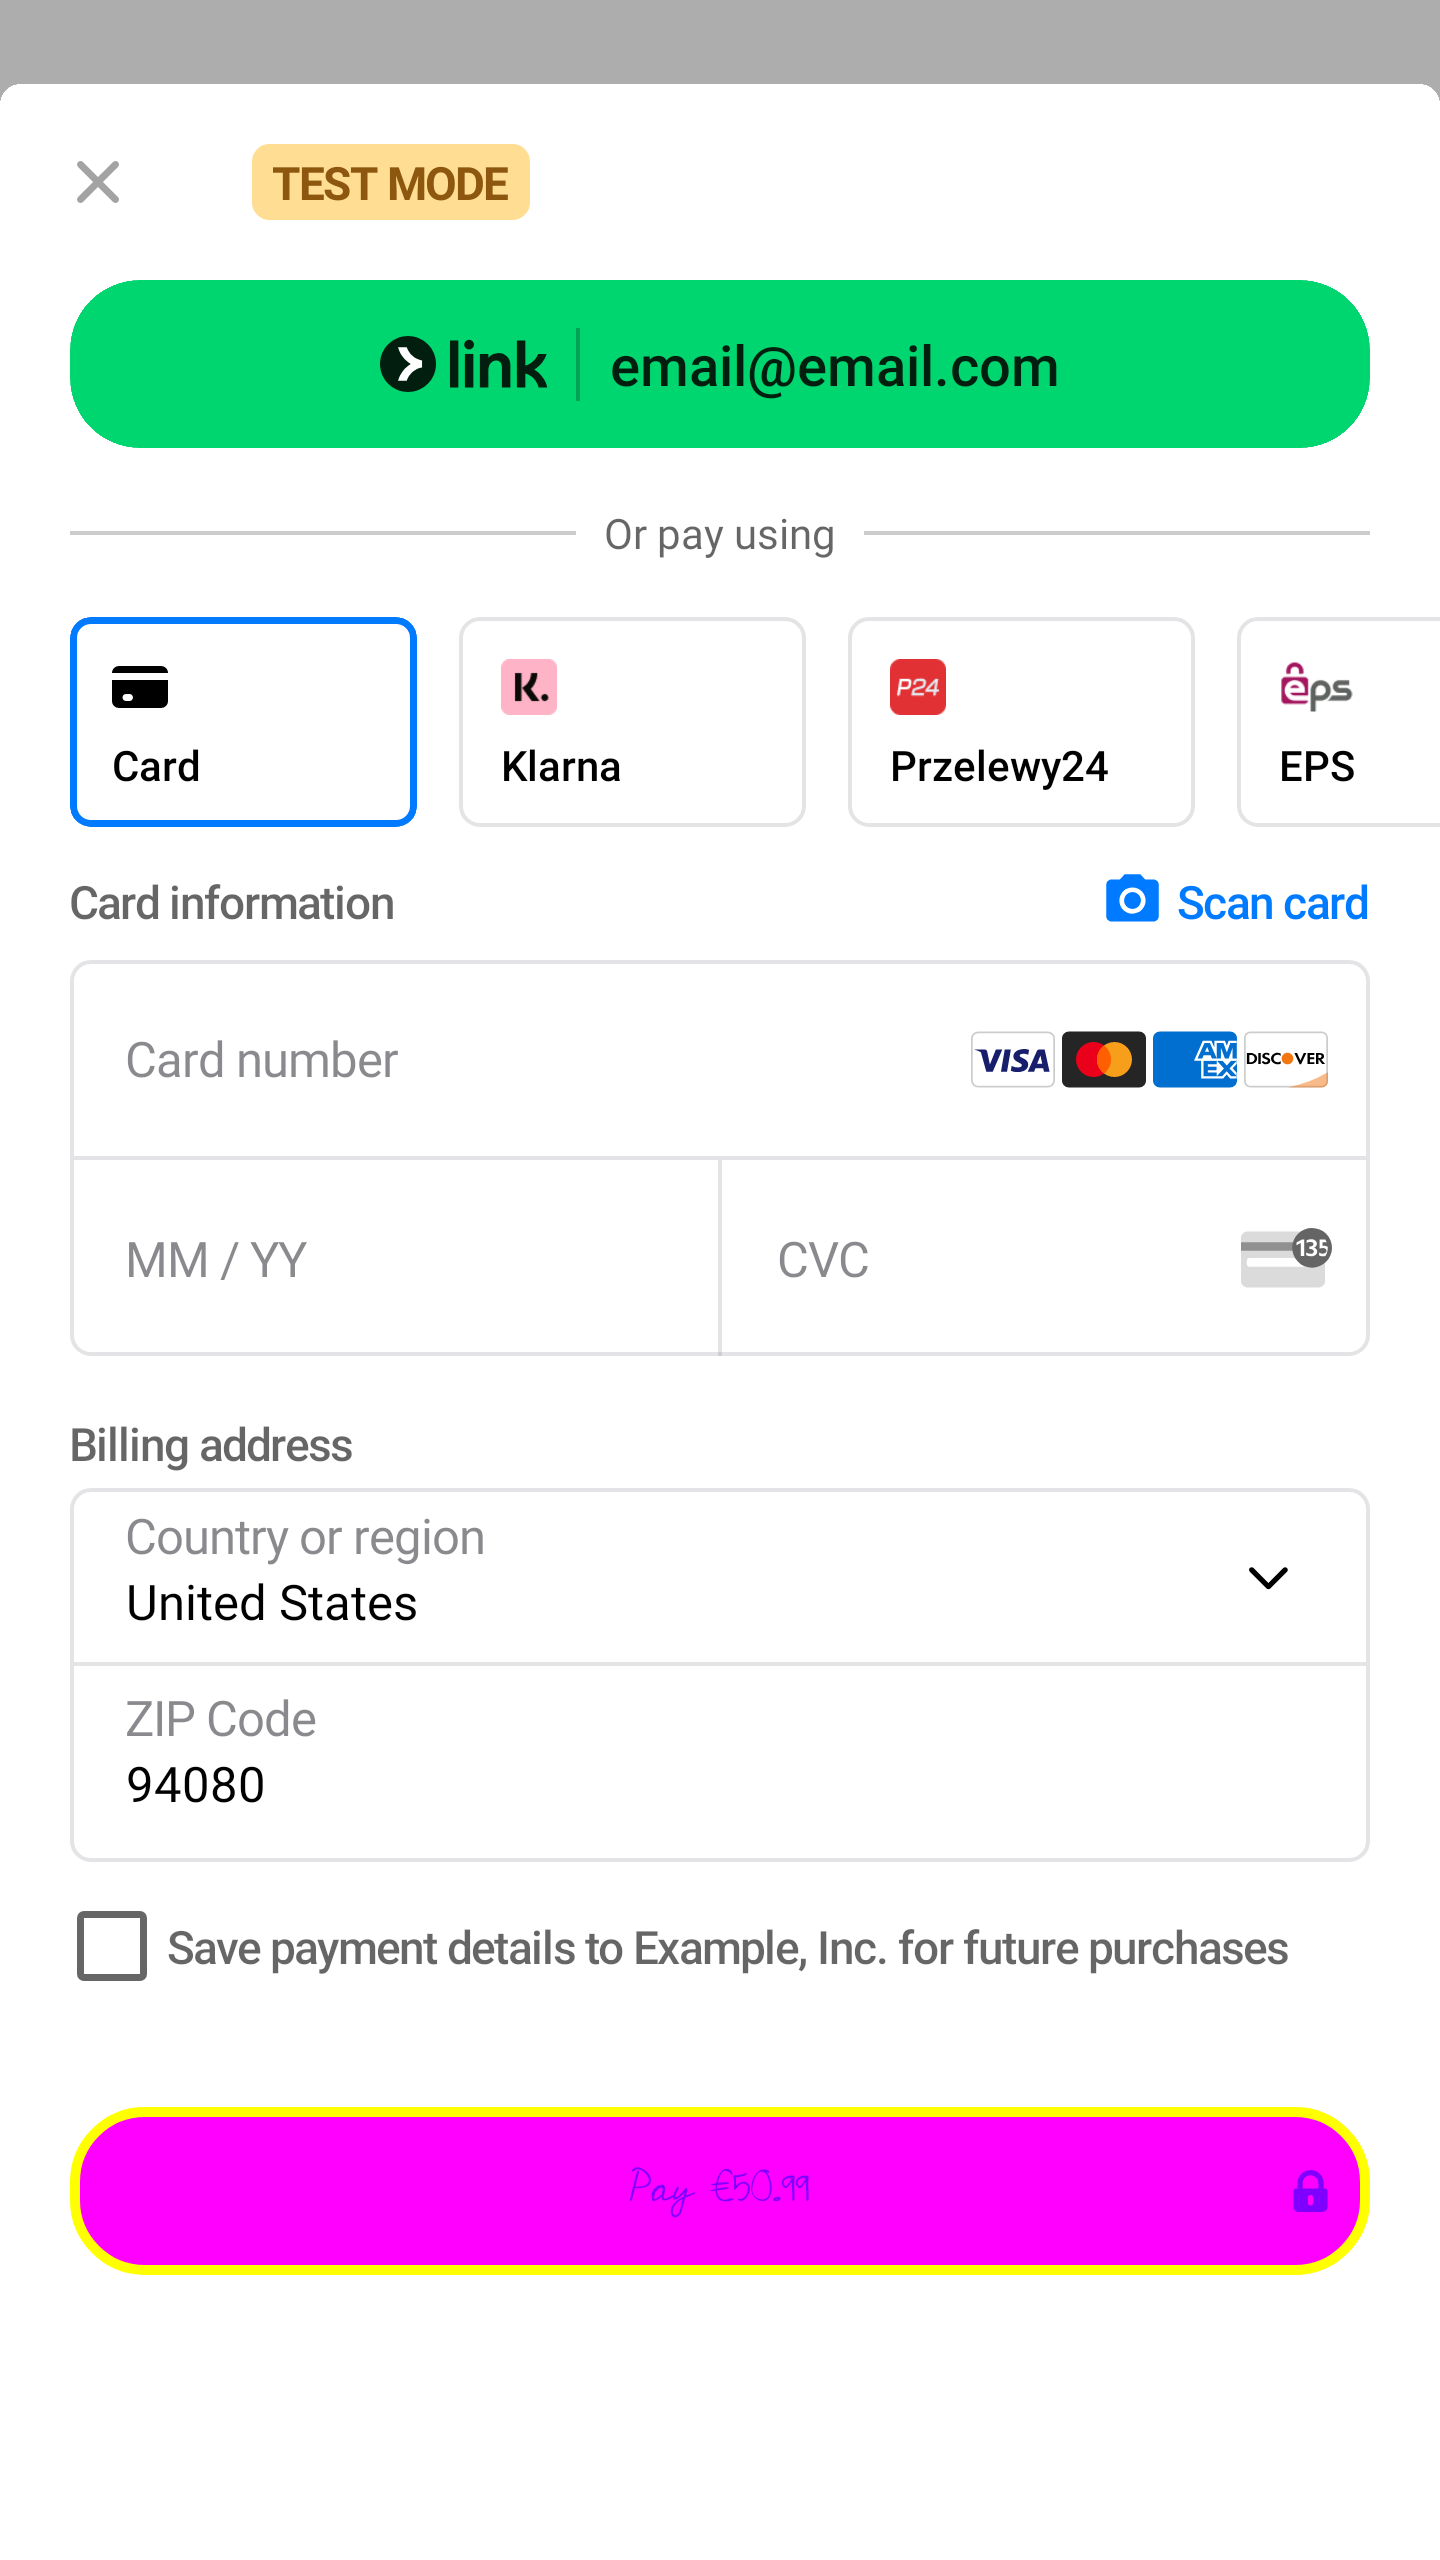 TEST MODE
link | email@email.com
Or pay using
K. P24 eps
Card Klarna Przelewy24 EPS
Card information Scan card
Card number VISA AMEX DISCOVER
MM / YY CVC 135
Billing address
Country or region
United States
ZIP Code
94080
Save payment details to Example, Inc. for future purchases
Pay €50.99